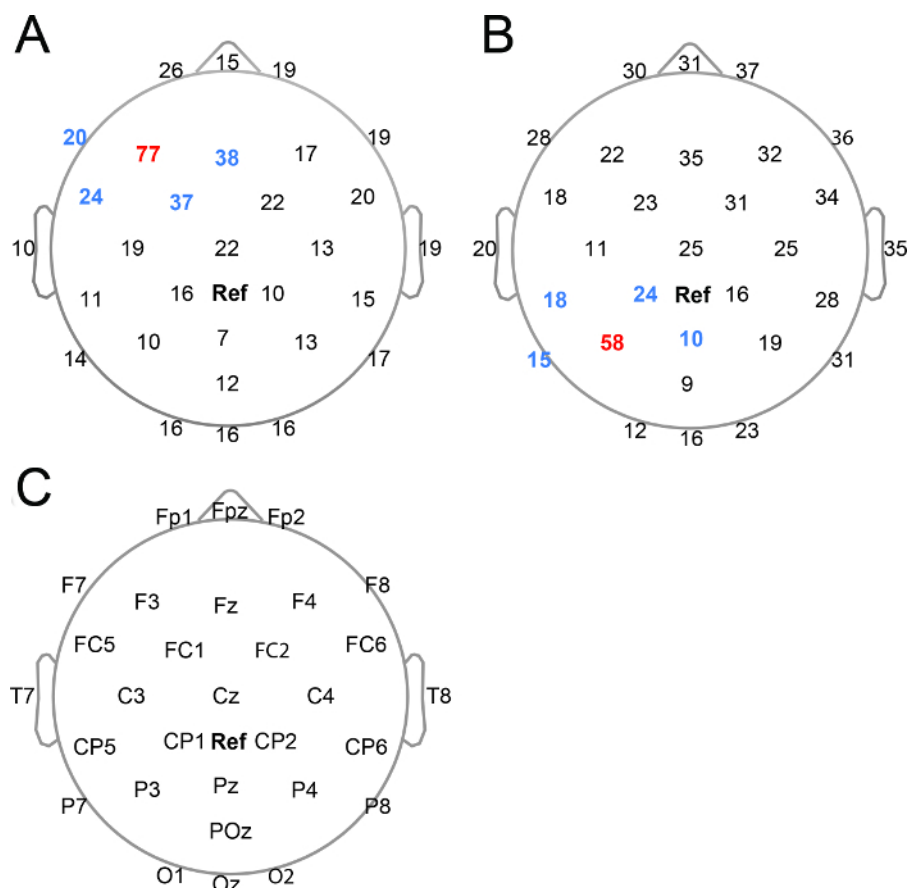 A
B
15
26
19
31
30
37
20
19
28
36
77
38
17
22
35
32
24
37
22
20
18
23
31
34
10
19
22
13
19
20
11
25
25
35
11
16
Ref
10
15
18
24
Ref
16
28
10
7
13
58
10
19
14
17
15
31
12
9
16
16
16
12
16
23
C
Fp1
Fpz
Fp2
F7
F8
F3
Fz
F4
FC5
FC1
FC2
FC6
T7
C3
Cz
C4
T8
CP5
CP1
Ref
CP2
CP6
P3
Pz
P4
P7
P8
POz
O1
Oz
O2